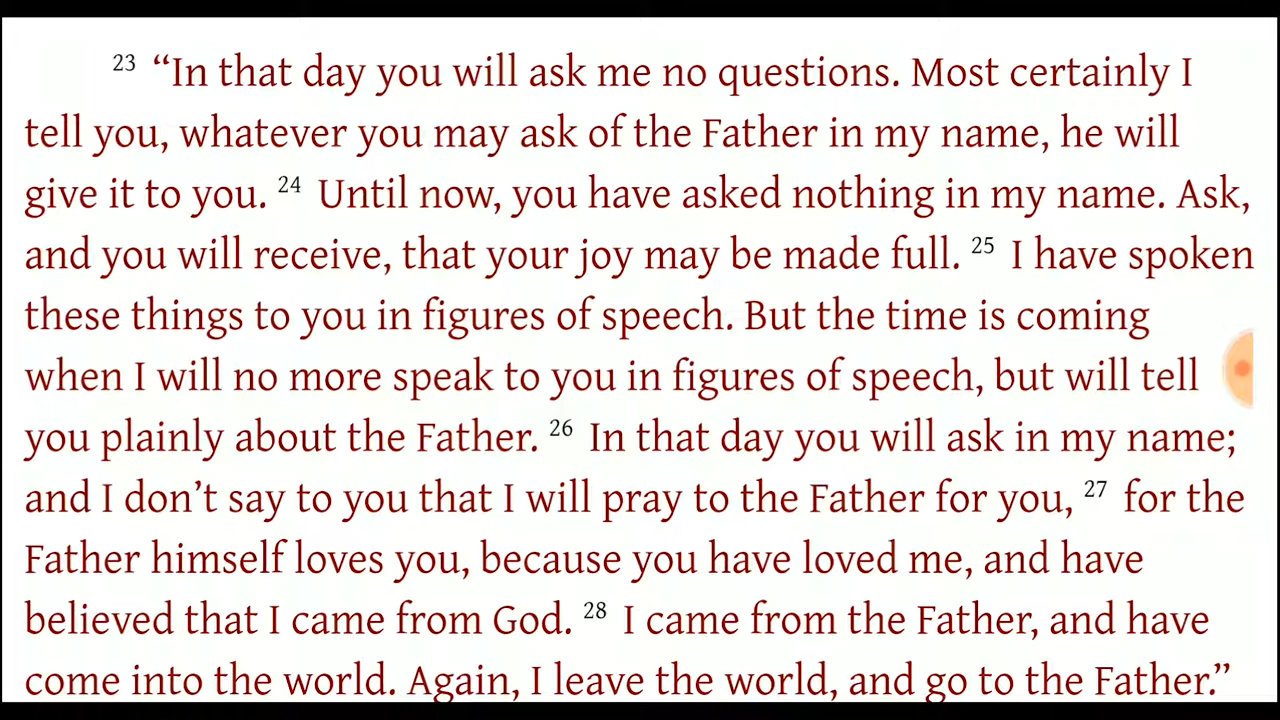 23 “In that day you will ask me no questions. Most certainly I
tell you, whatever you may ask of the Father in my name, he will
give it to you. 24 Until now, you have asked nothing in my name. Ask,
and you will receive, that your joy may be made full. 25 I have spoken
these things to you in figures of speech. But the time is coming
when I will no more speak to you in figures of speech, but will tell
you plainly about the Father. 26 In that day you will ask in my name;
and I don’t say to you that I will pray to the Father for you, 27 for the
Father himself loves you, because you have loved me, and have
believed that I came from God. 28 I came from the Father, and have
come into the world. Again, I leave the world, and go to the Father.”